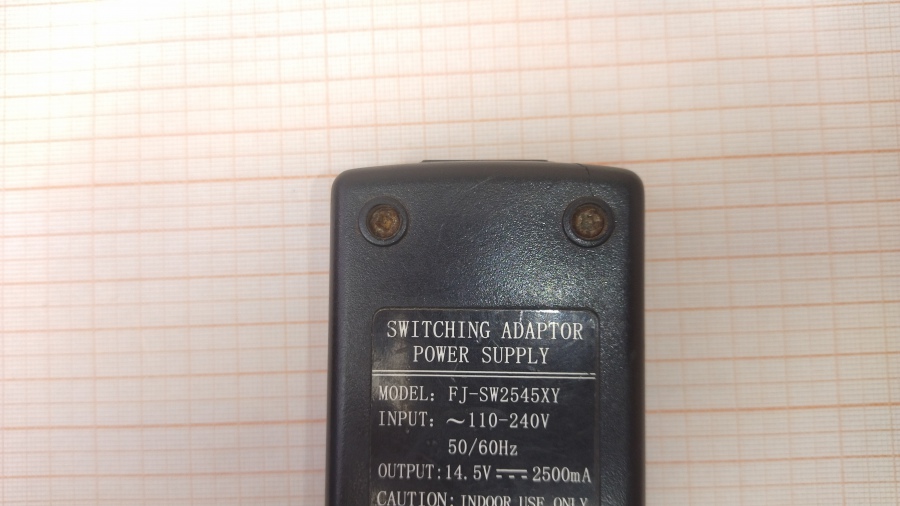 SWITCHING ADAPTOR
POWER SUPPLY
MODEL: FJ-SW2545XY
INPUT: ~110-240V
50/60Hz
OUTPUT:14.5V⎓2500mA
CAUTION: INDOOR USE ONLY